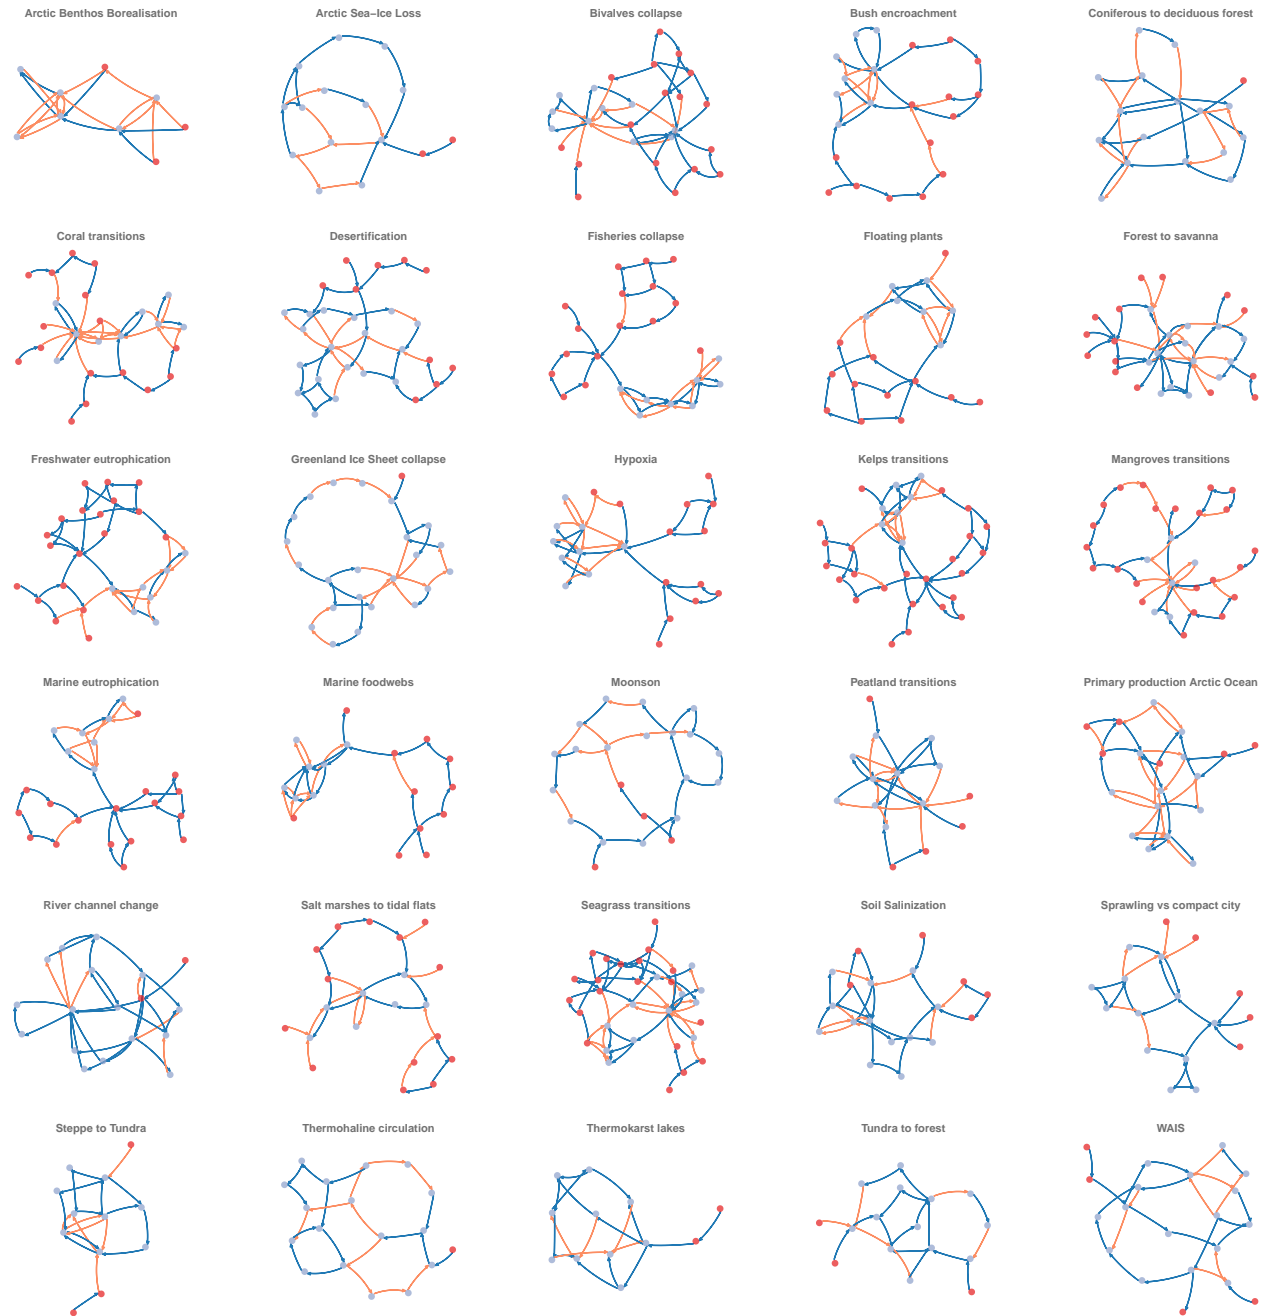 Arctic Benthos Borealisation
Arctic Sea−Ice Loss
Bivalves collapse
Bush encroachment
Coniferous to deciduous forest
Coral transitions
Desertification
Fisheries collapse
Floating plants
Forest to savanna
Freshwater eutrophication
Greenland Ice Sheet collapse
Hypoxia
Kelps transitions
Mangroves transitions
Marine eutrophication
Marine foodwebs
Moonson
Peatland transitions
Primary production Arctic Ocean
River channel change
Salt marshes to tidal flats
Seagrass transitions
Soil Salinization
Sprawling vs compact city
Steppe to Tundra
Thermohaline circulation
Thermokarst lakes
Tundra to forest
WAIS